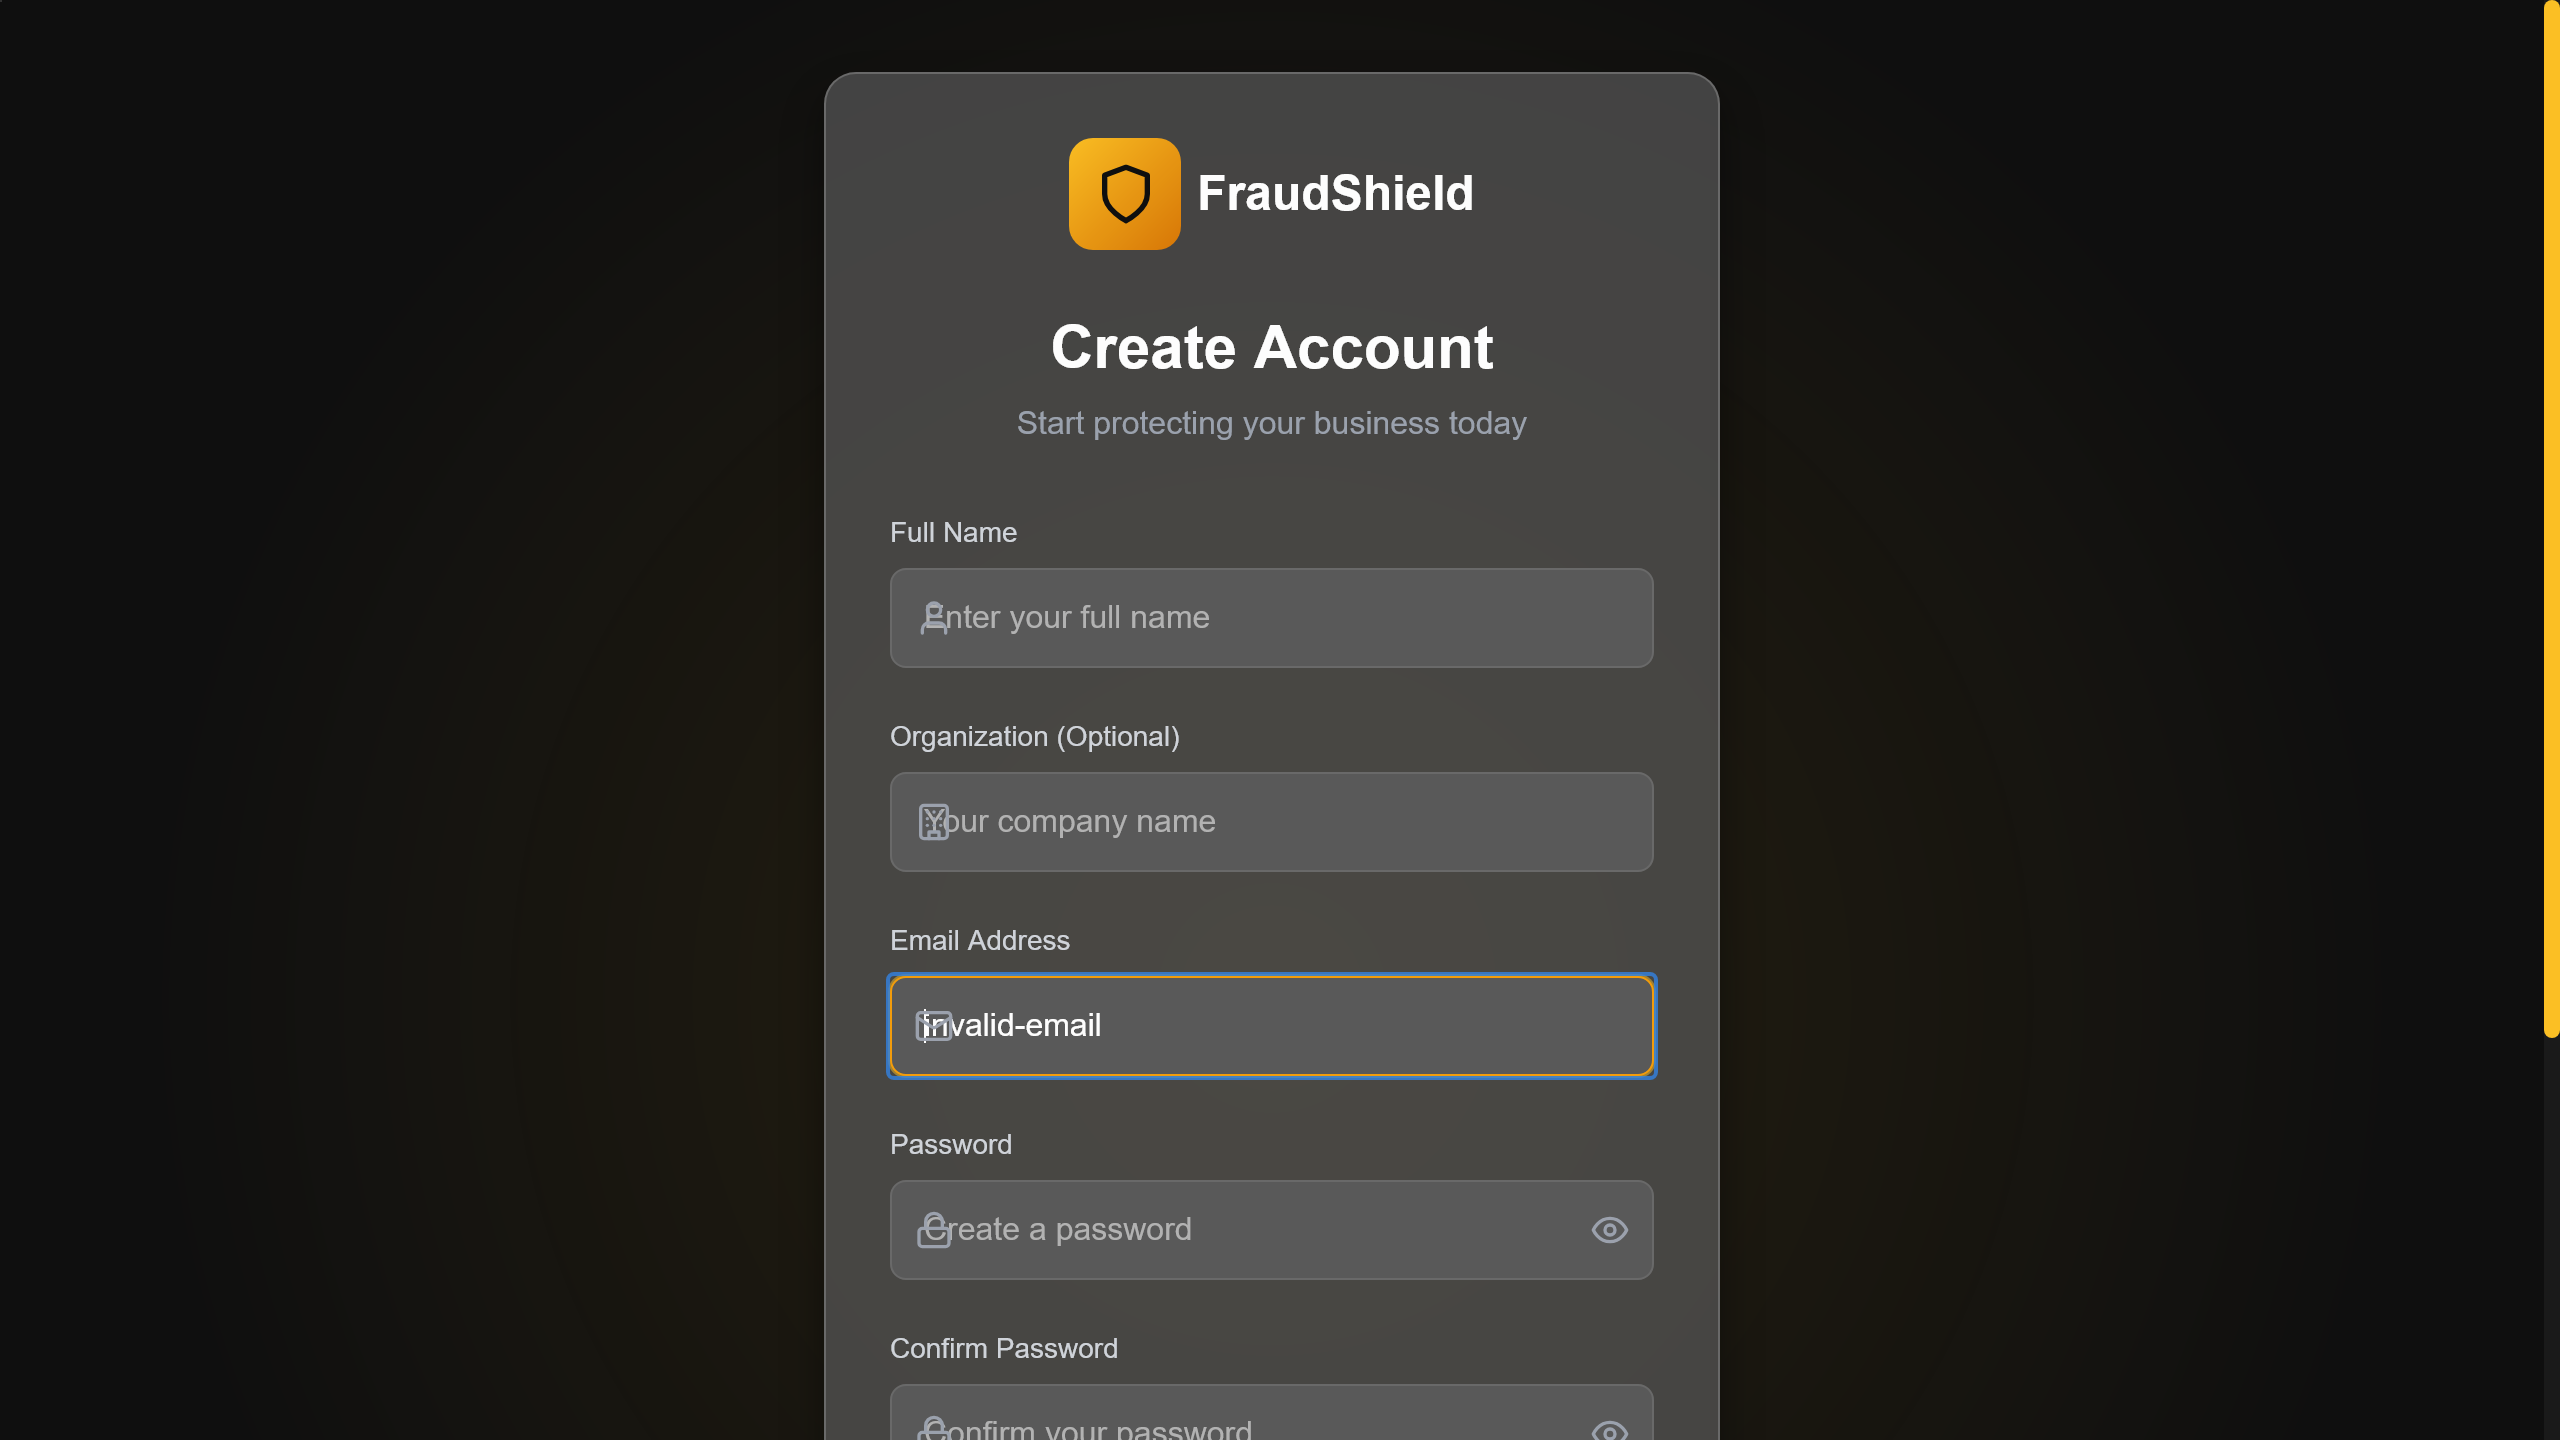 FraudShield
Create Account
Start protecting your business today
Full Name
Enter your full name
Organization (Optional)
Your company name
Email Address
invalid-email
Password
Create a password
Confirm Password
Confirm your password